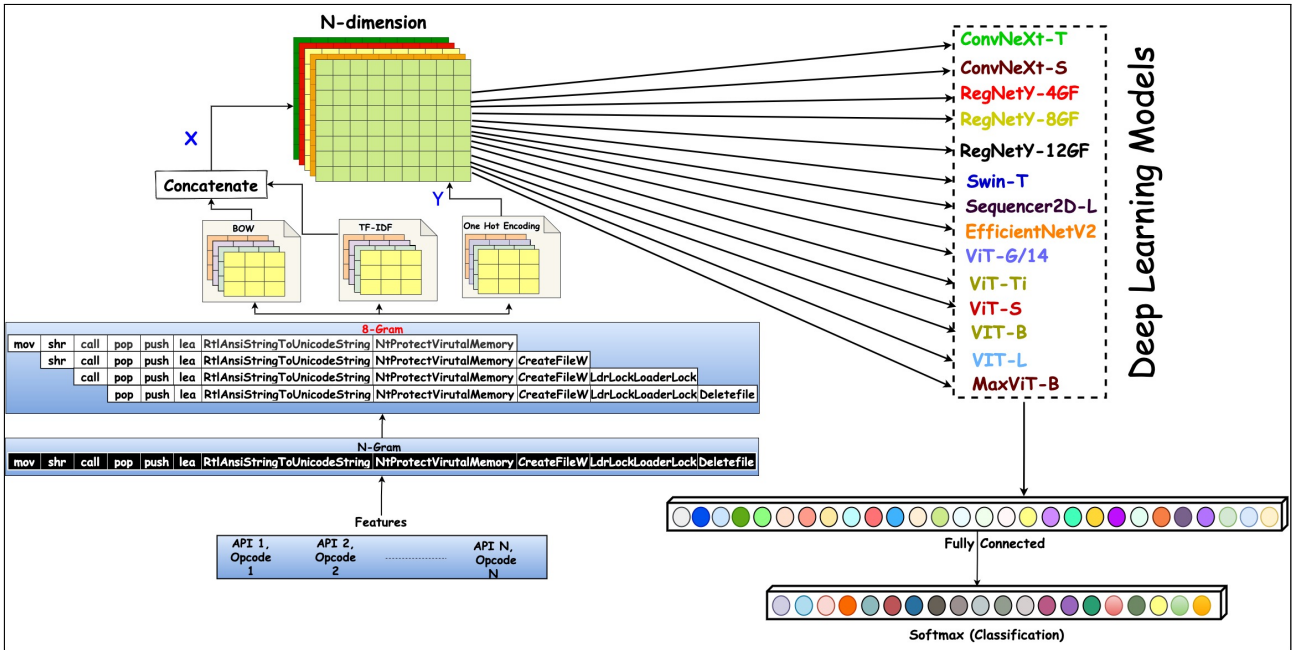 N-dimension
X
Concatenate
Y
BOW
TF-IDF
One Hot Encoding
8-Gram
mov shr call pop push lea RtlAnsiStringToUnicodeString NtProtectVirutalMemory
shr call pop push lea RtlAnsiStringToUnicodeString NtProtectVirutalMemory CreateFileW
call pop push lea RtlAnsiStringToUnicodeString NtProtectVirutalMemory CreateFileW LdrLockLoaderLock
pop push lea RtlAnsiStringToUnicodeString NtProtectVirutalMemory CreateFileW LdrLockLoaderLock Deletefile
N-Gram
mov shr call pop push lea RtlAnsiStringToUnicodeString NtProtectVirutalMemory CreateFileW LdrLockLoaderLock Deletefile
Features
API 1,
Opcode
1
API 2,
Opcode
2
API N,
Opcode
N
ConvNeXt-T
ConvNeXt-S
RegNetY-4GF
RegNetY-8GF
RegNetY-12GF
Swin-T
Sequencer2D-L
EfficientNetV2
ViT-G/14
ViT-Ti
ViT-S
VIT-B
VIT-L
MaxViT-B
Deep Learning Models
Fully Connected
Softmax (Classification)